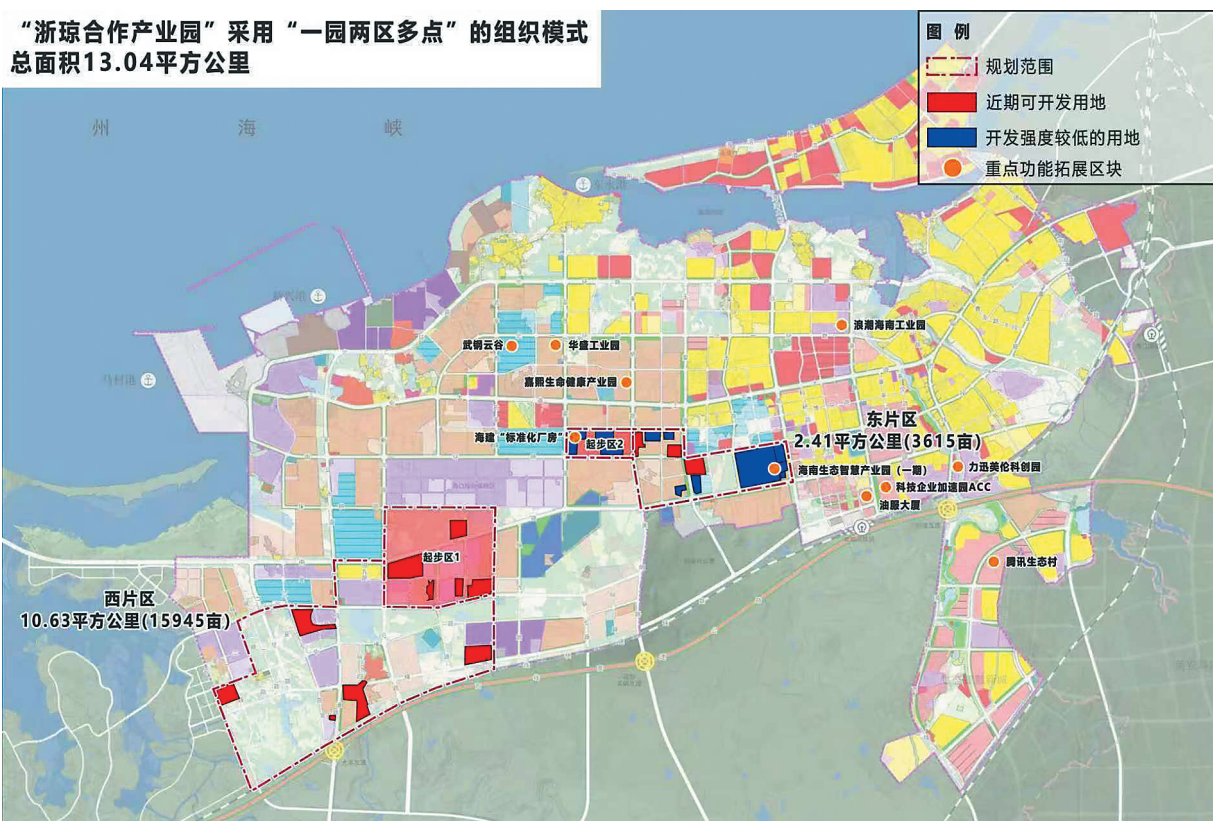 “浙琼合作产业园”采用“一园两区多点”的组织模式
总面积13.04平方公里
图 例
规划范围
近期可开发用地
开发强度较低的用地
重点功能拓展区块
州 海 峡
马村港
浪潮海南工业园
武钢云谷
华盛工业园
嘉熙生命健康产业园
东片区
2.41平方公里(3615亩)
海建“标准化厂房”
起步区2
海南生态智慧产业园（一期）
力迅美伦科创园
科技企业加速园ACC
油服大厦
起步区1
腾讯生态村
西片区
10.63平方公里(15945亩)